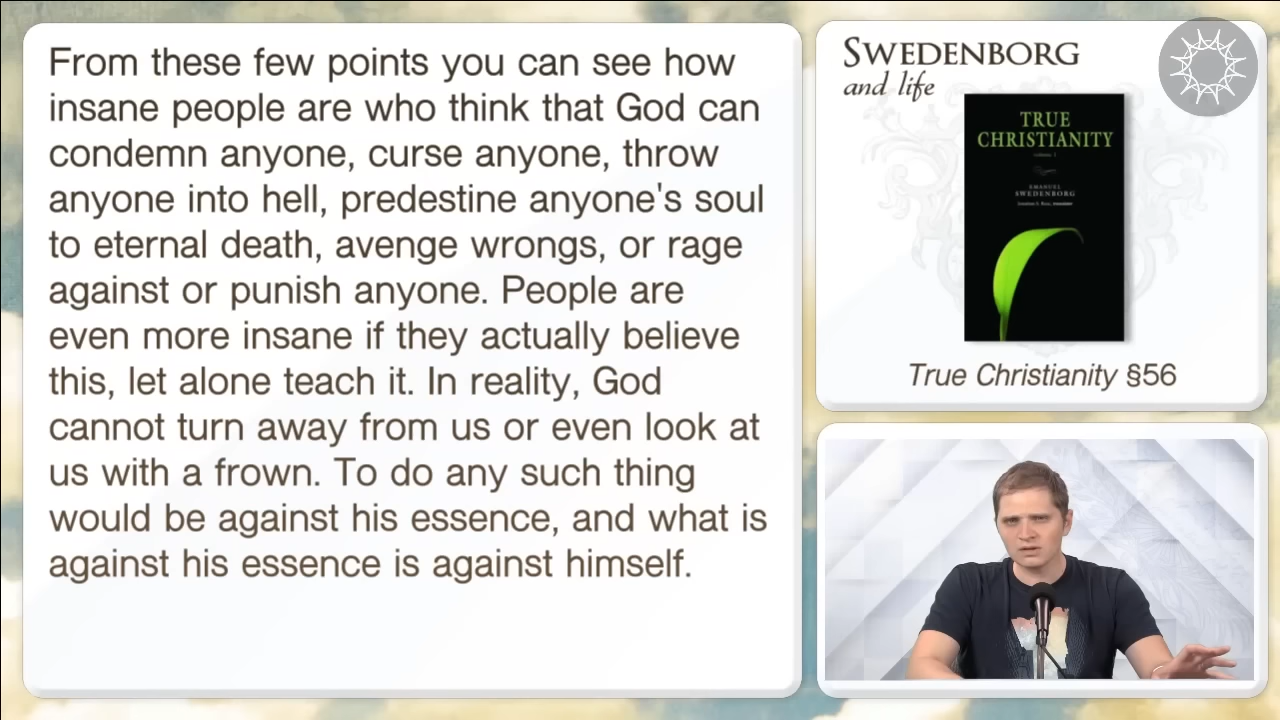 From these few points you can see how
insane people are who think that God can
condemn anyone, curse anyone, throw
anyone into hell, predestine anyone's soul
to eternal death, avenge wrongs, or rage
against or punish anyone. People are
even more insane if they actually believe
this, let alone teach it. In reality, God
cannot turn away from us or even look at
us with a frown. To do any such thing
would be against his essence, and what is
against his essence is against himself.
SWEDENBORG
and life
TRUE
CHRISTIANITY
EMANUEL
SWEDENBORG
True Christianity §56